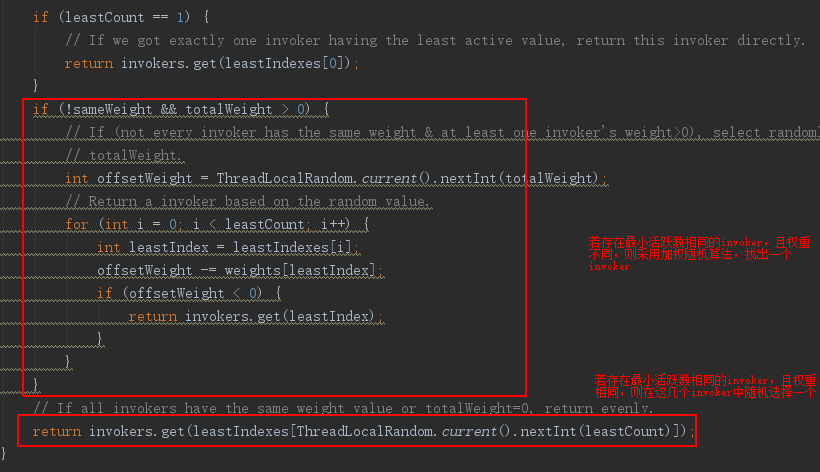 if (leastCount == 1) {
// If we got exactly one invoker having the least active value, return this invoker directly.
return invokers.get(leastIndexes[0]);
}
if (!sameWeight && totalWeight > 0) {
// If (not every invoker has the same weight & at least one invoker's weight>0), select randoml
// totalWeight.
int offsetWeight = ThreadLocalRandom.current().nextInt(totalWeight);
// Return a invoker based on the random value.
for (int i = 0; i < leastCount; i++) {
int leastIndex = leastIndexes[i];
offsetWeight -= weights[leastIndex];
if (offsetWeight < 0) {
return invokers.get(leastIndex);
}
}
}
若存在最小活跃数相同的invoker，且权重
不同，则采用加权随机算法，找出一个
invoker
若存在最小活跃数相同的invoker，且权重
相同，则在这几个invoker中随机选择一个
// If all invokers have the same weight value or totalWeight=0, return evenly.
return invokers.get(leastIndexes[ThreadLocalRandom.current().nextInt(leastCount)]);
}